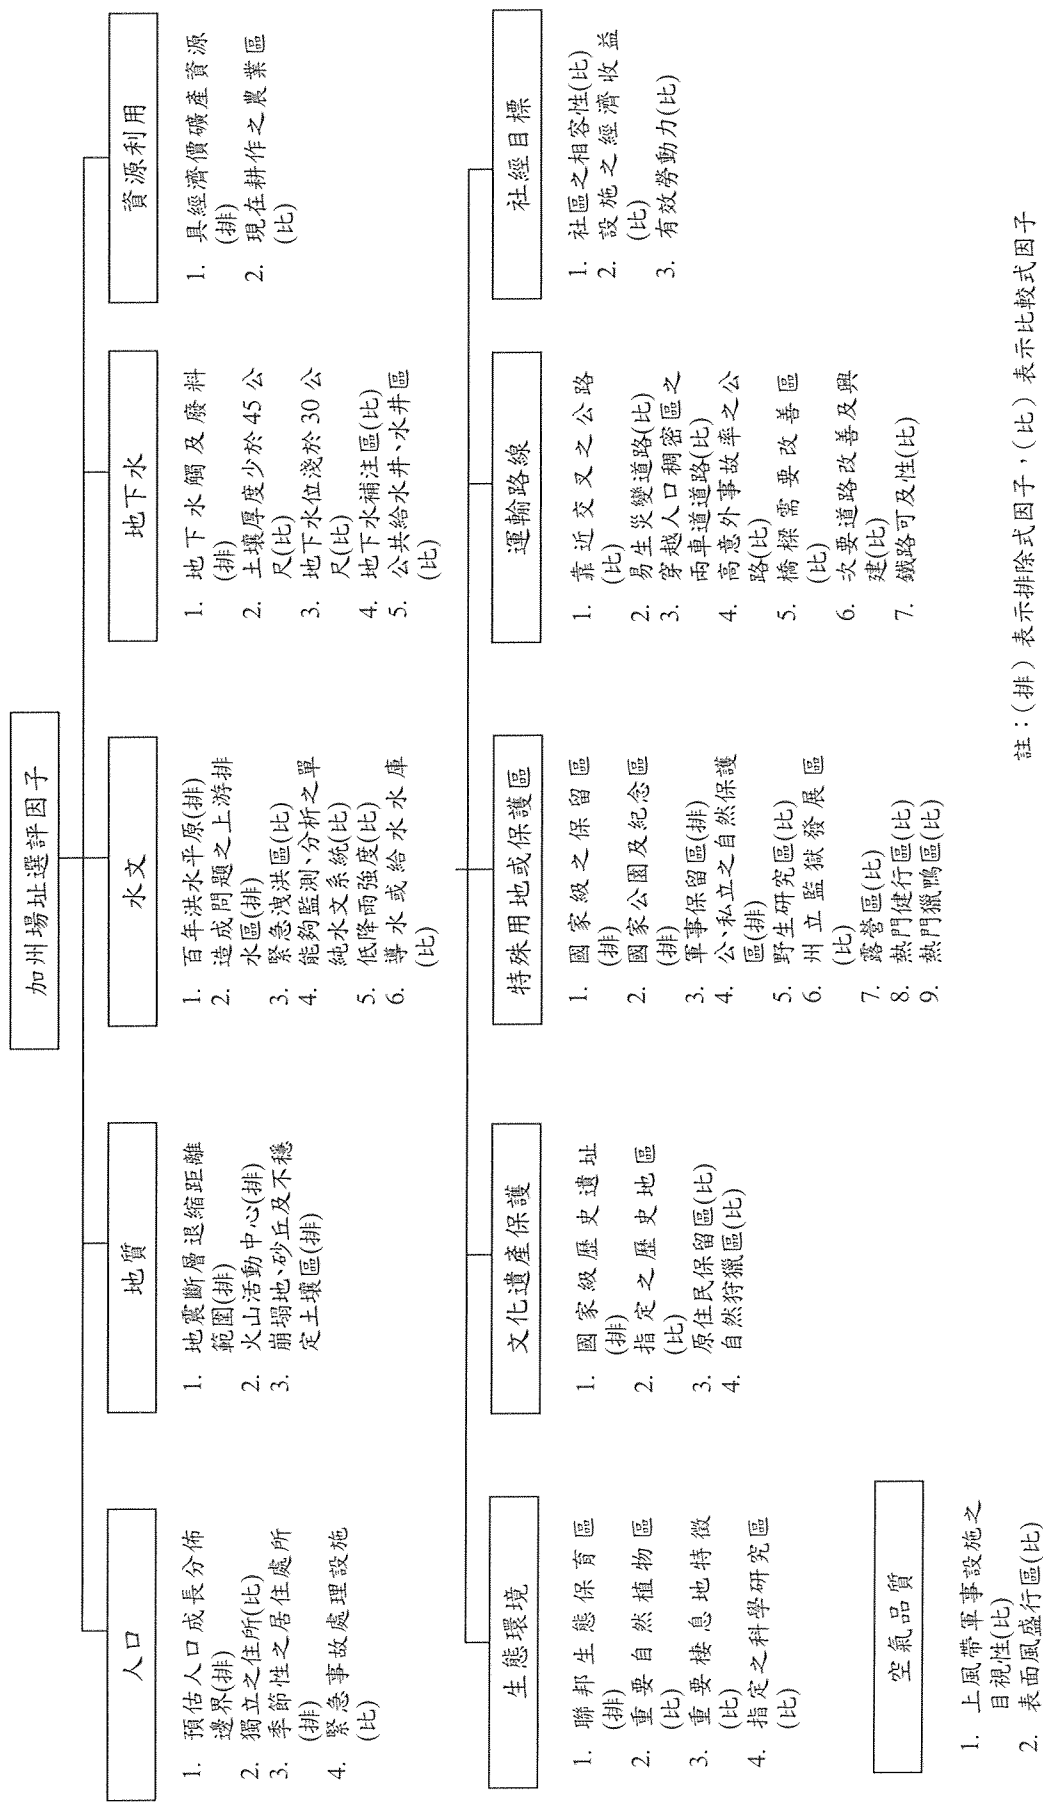 加州場址選評因子
人口
1. 預估人口成長分佈
邊界(排)
2. 獨立之住所(比)
3. 季節性之居住處所
(排)
4. 緊急事故處理設施
(比)
地質
1. 地震斷層退縮距離
範圍(排)
2. 火山活動中心(排)
3. 崩塌地、砂丘及不穩
定土壤區(排)
水文
1. 百年洪水平原(排)
2. 造成問題之上游排
水區(排)
3. 緊急洩洪區(比)
4. 能夠監測、分析之單
純水文系統(比)
5. 低降雨強度(比)
6. 導水或給水水庫
(比)
地下水
1. 地下水觸及廢料
(排)
2. 土壤厚度少於45公
尺(比)
3. 地下水位淺於30公
尺(比)
4. 地下水補注區(比)
5. 公共給水井、水井區
(比)
資源利用
1. 具經濟價礦產資源
(排)
2. 現在耕作之農業區
(比)
生態環境
1. 聯邦生態保育區
(排)
2. 重要自然植物區
(比)
3. 重要棲息地特徵
(比)
4. 指定之科學研究區
(比)
文化遺產保護
1. 國家級歷史遺址
(排)
2. 指定之歷史地區
(比)
3. 原住民保留區(比)
4. 自然狩獵區(比)
特殊用地或保護區
1. 國家級之保留區
(排)
2. 國家公園及紀念區
(排)
3. 軍事保留區(排)
4. 公、私立之自然保護
區(排)
5. 野生研究區(比)
6. 州立監獄發展區
(比)
7. 露營區(比)
8. 熱門健行區(比)
9. 熱門獵鴨區(比)
運輸路線
1. 靠近交叉之公路
(比)
2. 易生災變道路(比)
3. 穿越人口稠密區之
兩車道道路(比)
4. 高意外事故率之公
路(比)
5. 橋樑需要改善區
(比)
6. 次要道路改善及興
建(比)
7. 鐵路可及性(比)
社經目標
1. 社區之相容性(比)
2. 設施之經濟收益
(比)
3. 有效勞動力(比)
空氣品質
1. 上風帶軍事設施之
目視性(比)
2. 表面風盛行區(比)
註：(排）表示排除式因子，(比）表示比較式因子